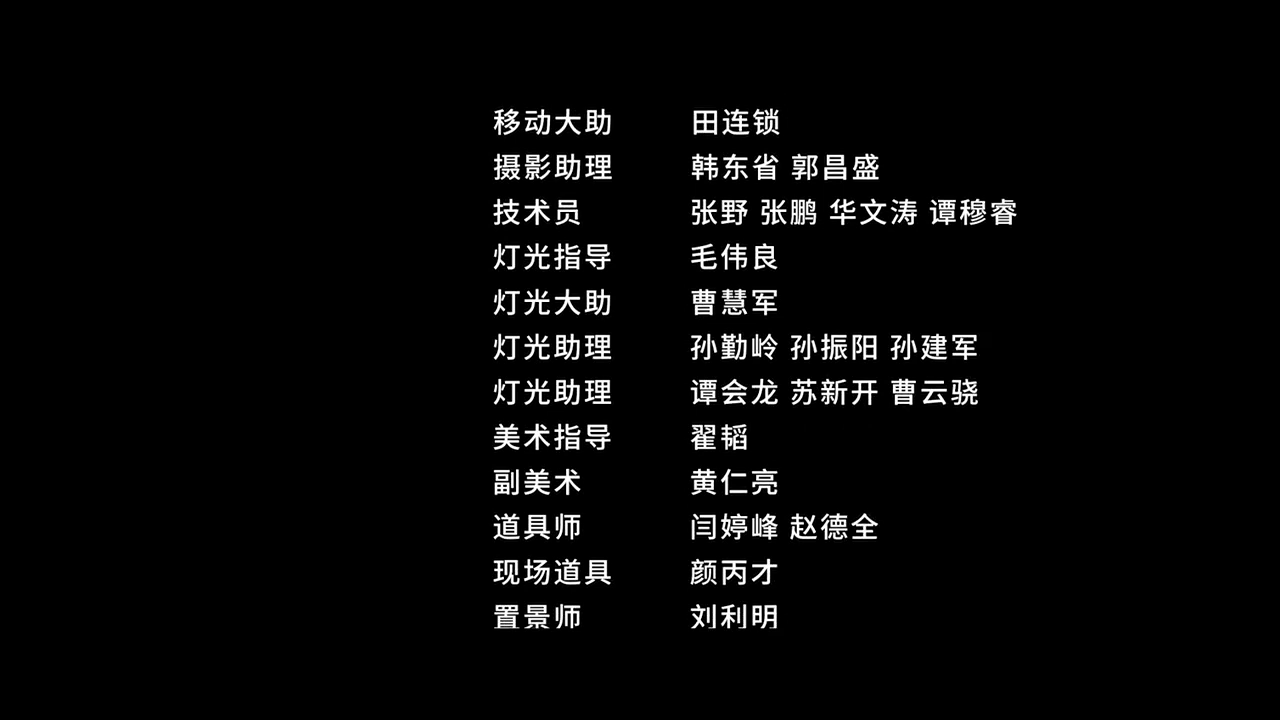 移动大助 田连锁
摄影助理 韩东省 郭昌盛
技术员 张野 张鹏 华文涛 谭穆睿
灯光指导 毛伟良
灯光大助 曹慧军
灯光助理 孙勤岭 孙振阳 孙建军
灯光助理 谭会龙 苏新开 曹云骁
美术指导 翟韬
副美术 黄仁亮
道具师 闫婷峰 赵德全
现场道具 颜丙才
置景师 刘利明